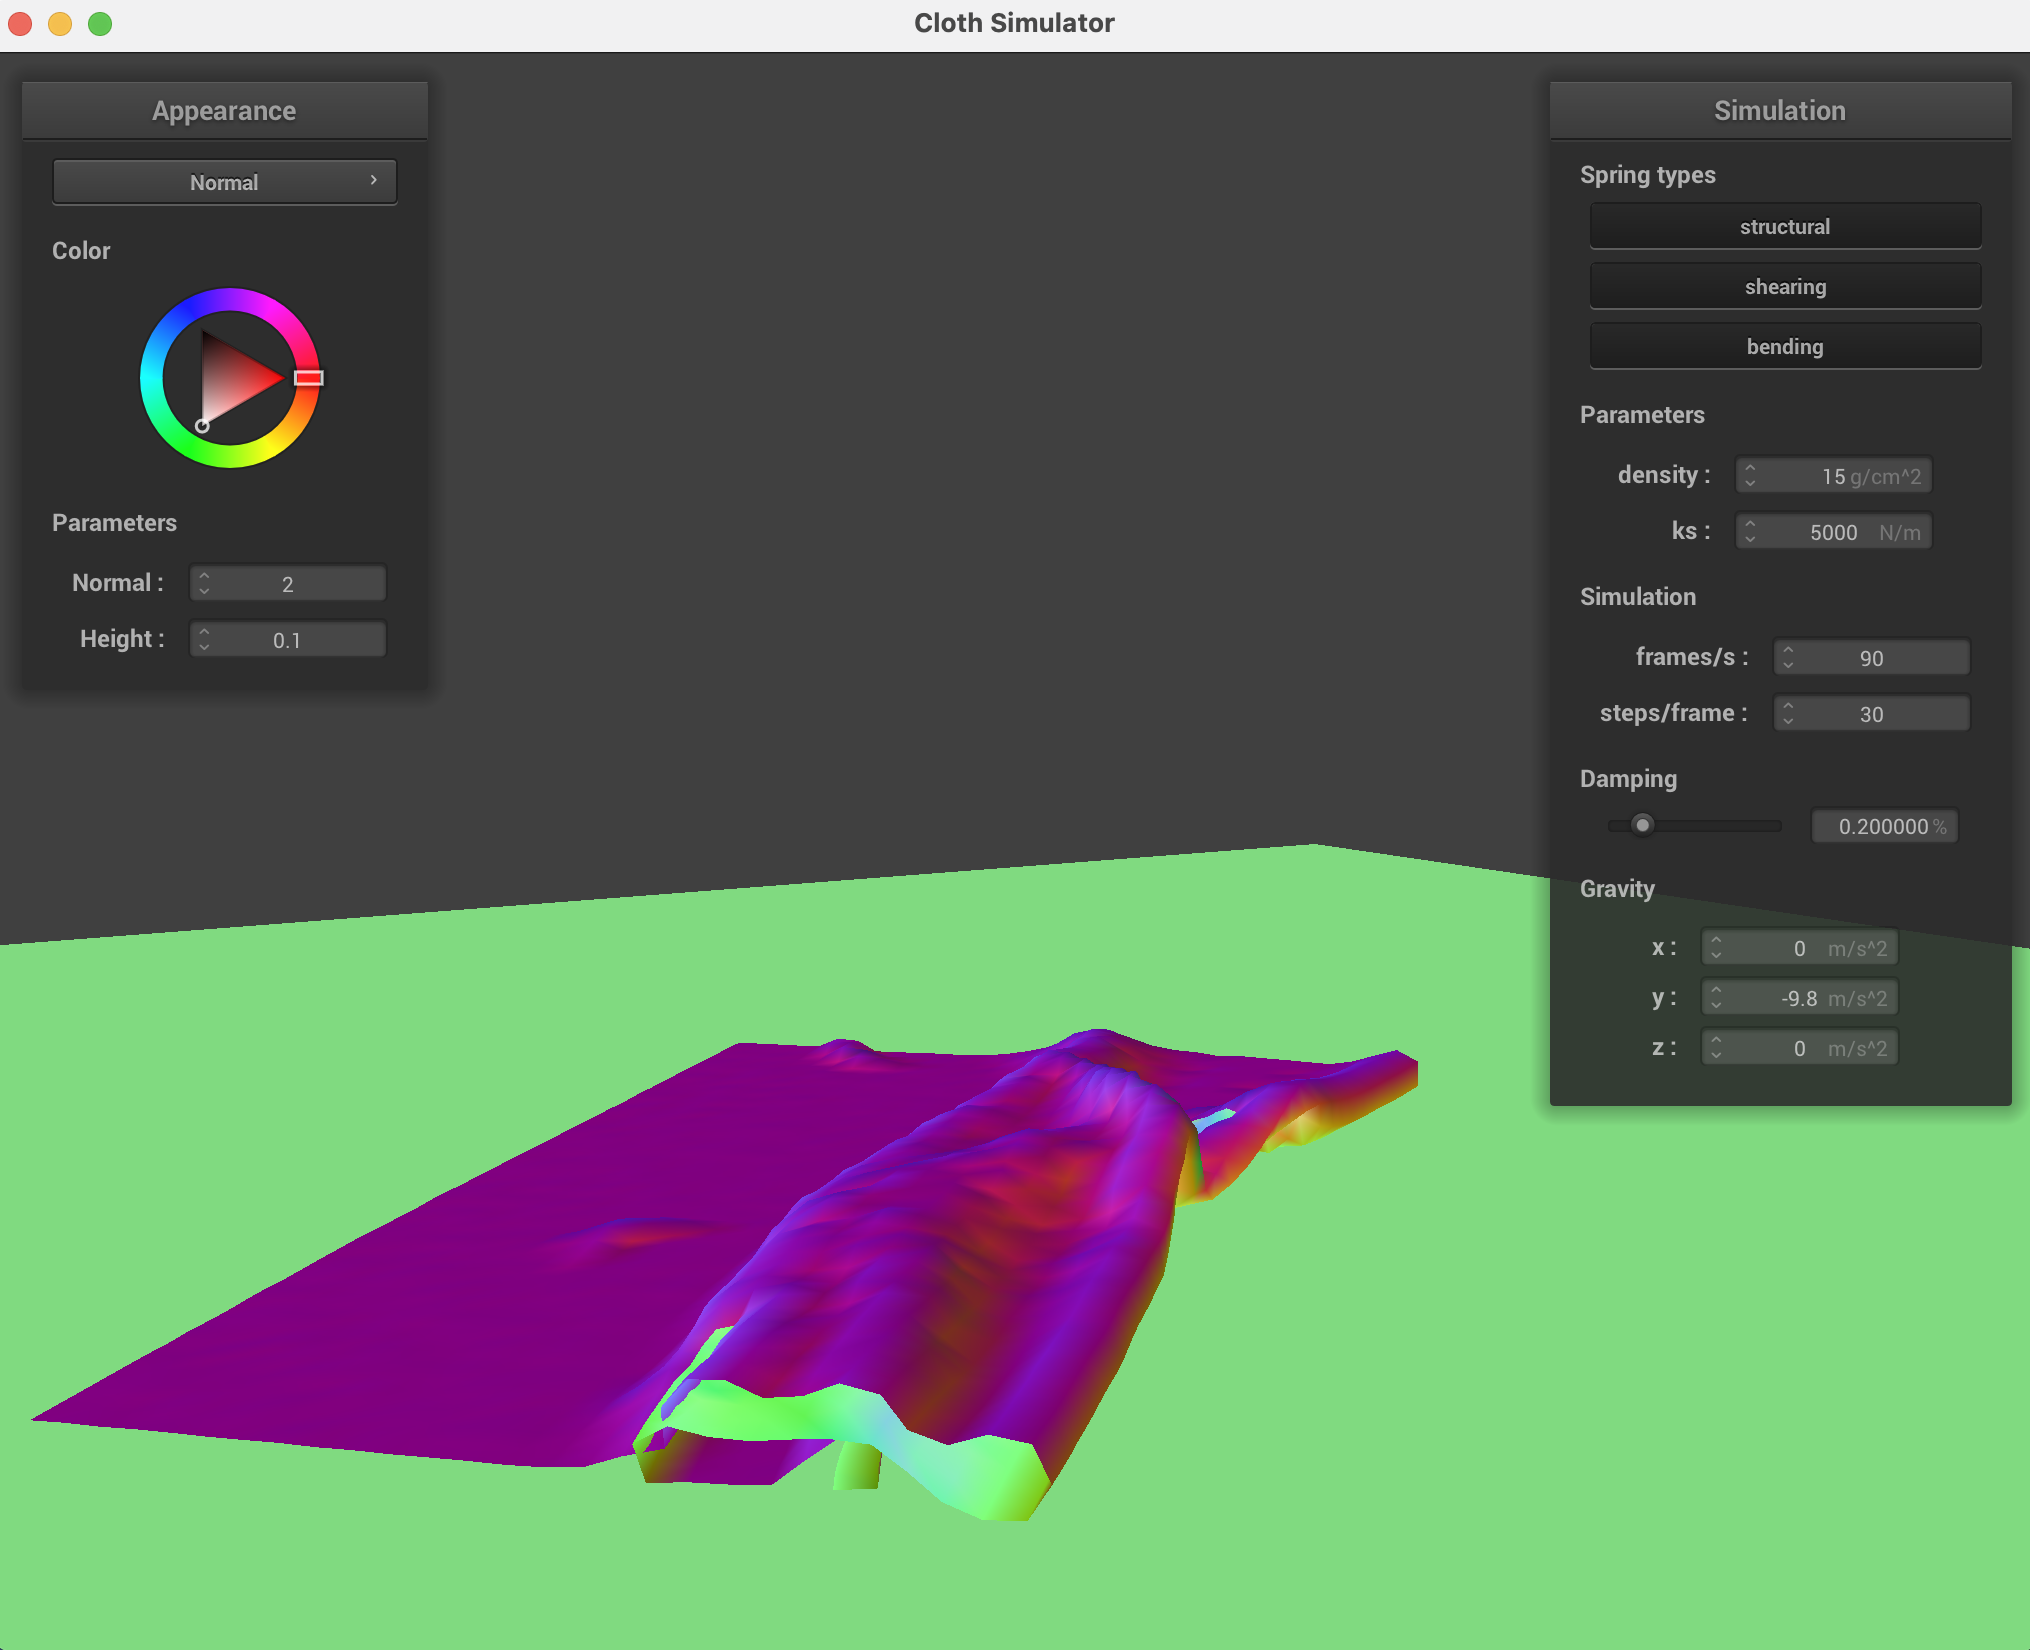 Cloth Simulator
Appearance
Normal
Color
Parameters
Normal : 2
Height : 0.1
Simulation
Spring types
structural
shearing
bending
Parameters
density : 15 g/cm^2
ks : 5000 N/m
Simulation
frames/s : 90
steps/frame : 30
Damping
0.200000 %
Gravity
x : 0 m/s^2
y : -9.8 m/s^2
z : 0 m/s^2